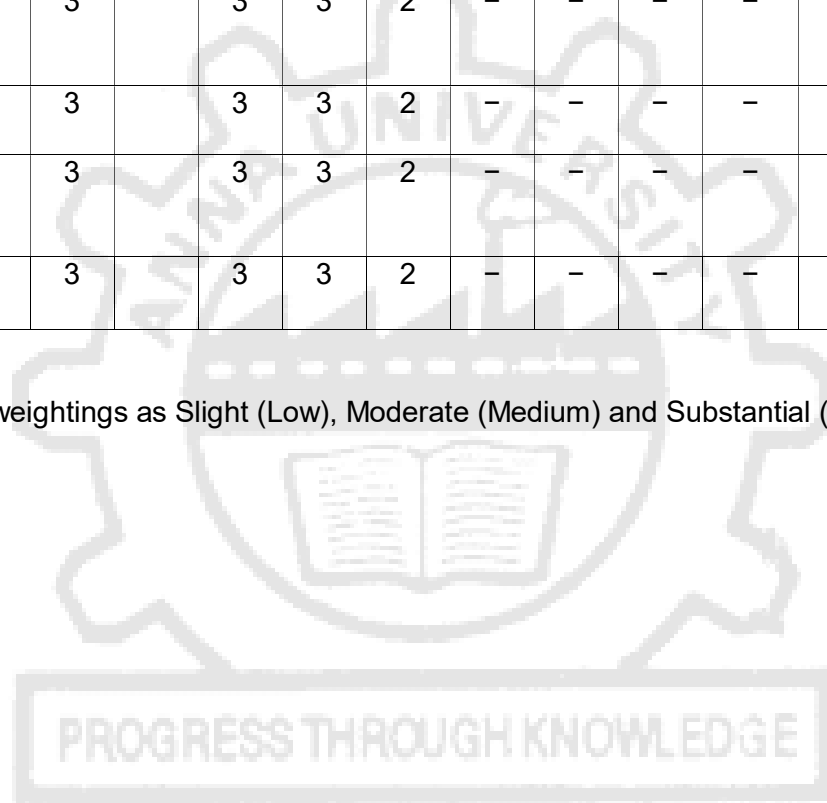 3 3 3 2 – – – –
3 3 3 2 – – – –
3 3 3 2 – – – –
3 3 3 2 – – – –
weightings as Slight (Low), Moderate (Medium) and Substantial (
ANNA UNIVERSITY
PROGRESS THROUGH KNOWLEDGE